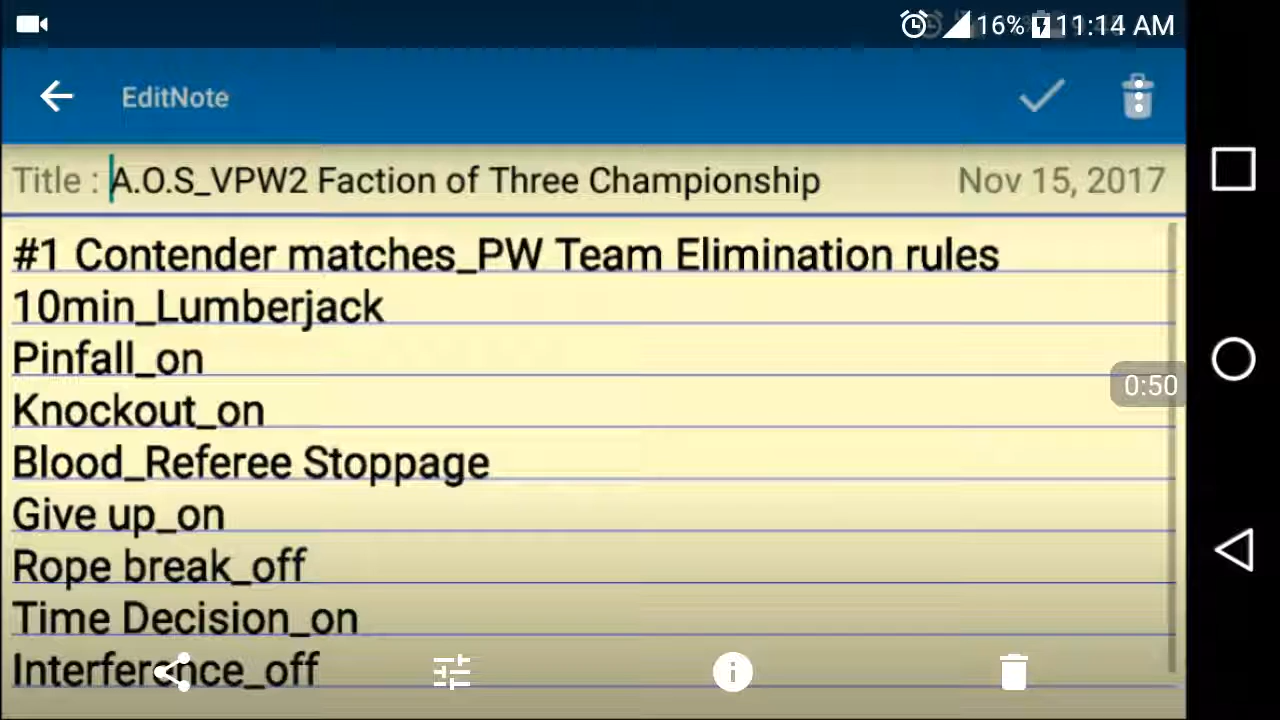 16% 11:14 AM
EditNote
Title : A.O.S_VPW2 Faction of Three Championship Nov 15, 2017
#1 Contender matches_PW Team Elimination rules
10min_Lumberjack
Pinfall_on
Knockout_on
0:50
Blood_Referee Stoppage
Give up_on
Rope break_off
Time Decision_on
Interference_off